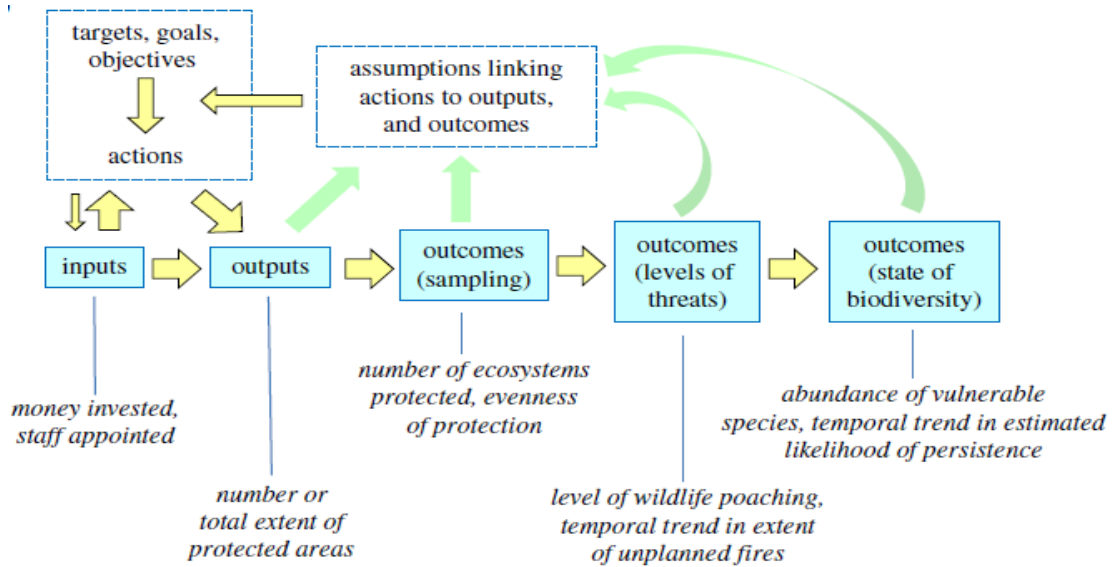 targets, goals,
objectives
actions
assumptions linking
actions to outputs,
and outcomes
inputs
outputs
outcomes
(sampling)
outcomes
(levels of
threats)
outcomes
(state of
biodiversity)
money invested,
staff appointed
number or
total extent of
protected areas
number of ecosystems
protected, evenness
of protection
level of wildlife poaching,
temporal trend in extent
of unplanned fires
abundance of vulnerable
species, temporal trend in estimated
likelihood of persistence